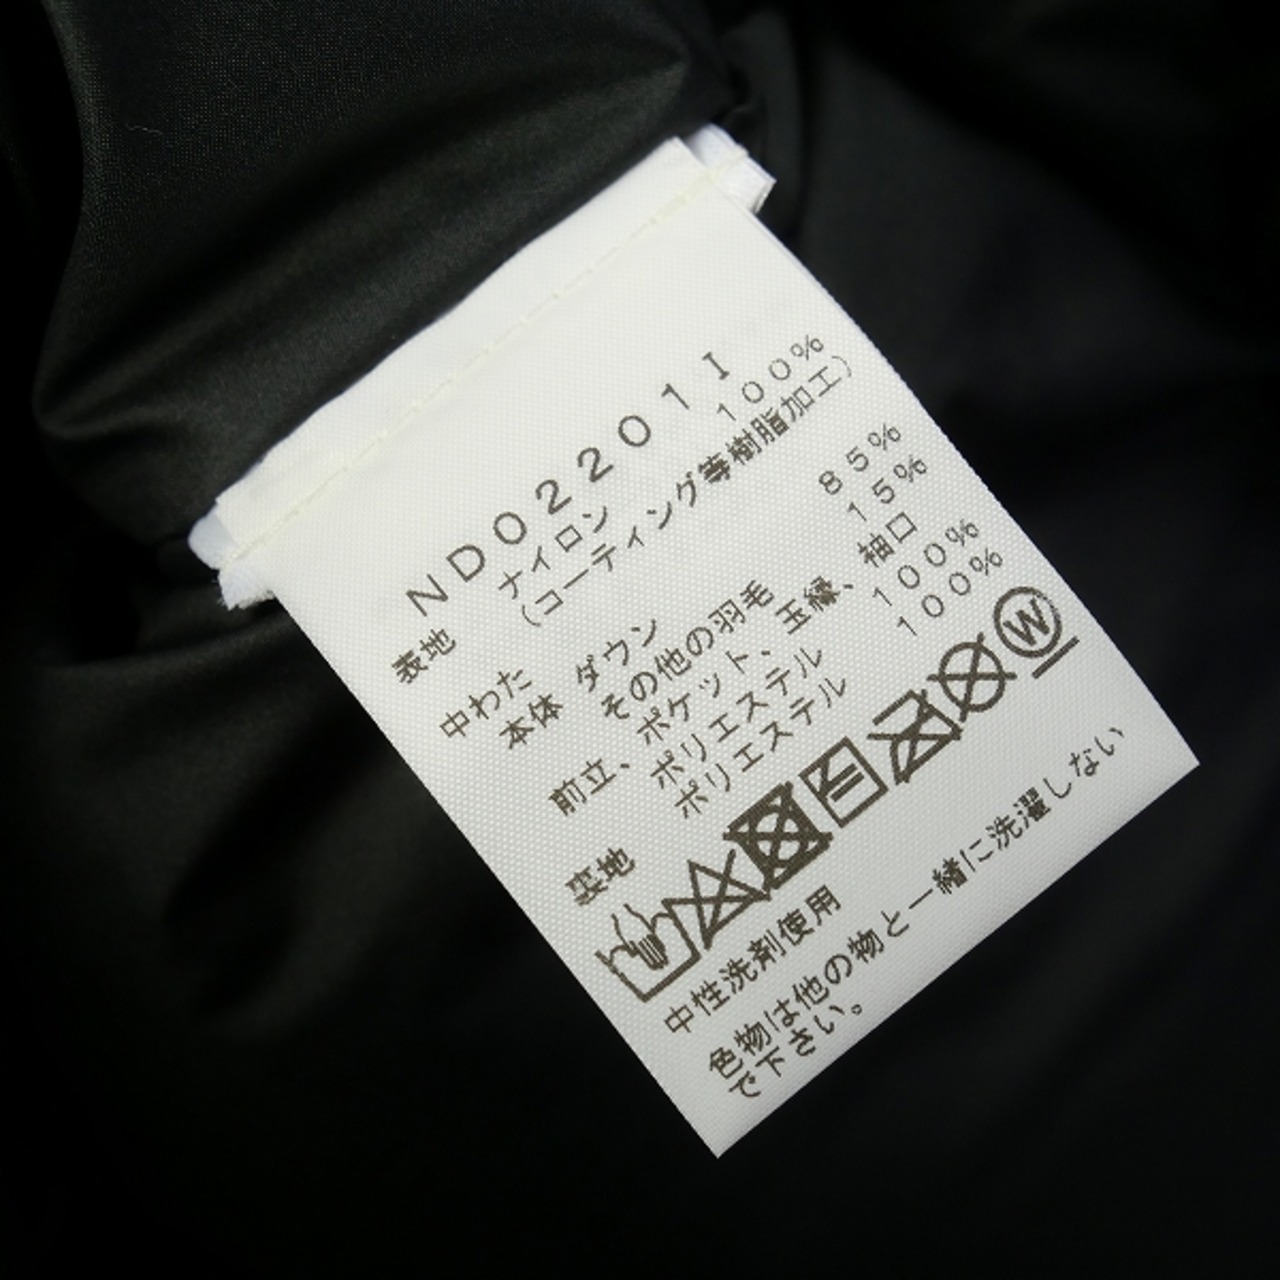 ND02201I
表地 ナイロン 100%
(コーティング等樹脂加工)
中わた
本体 ダウン 85%
その他の羽毛 15%
前立、ポケット、玉縁、袖口
ポリエステル 100%
ポリエステル 100%
裏地
W
中性洗剤使用
色物は他の物と一緒に洗濯しない
で下さい。